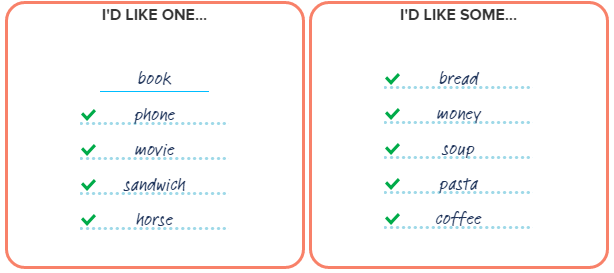 I'D LIKE ONE...
book
phone
movie
sandwich
horse
I'D LIKE SOME...
bread
money
soup
pasta
coffee